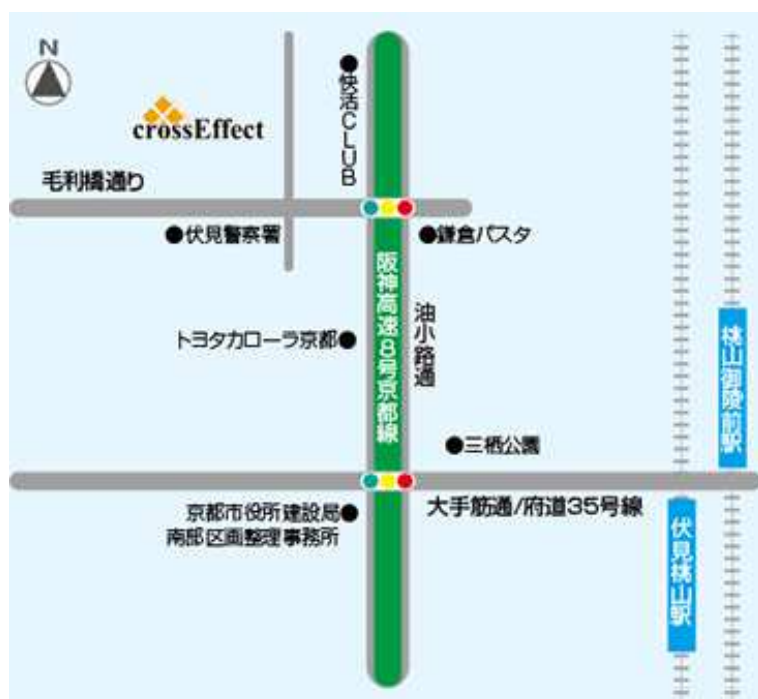 N
crossEffect
快活CLUB
毛利橋通り
●伏見警察署
●鎌倉パスタ
阪神高速8号京都線
油小路通
トヨタカローラ京都●
桃山御陵前駅
●三栖公園
大手筋通/府道35号線
京都市役所建設局●
南部区画整理事務所
伏見桃山駅